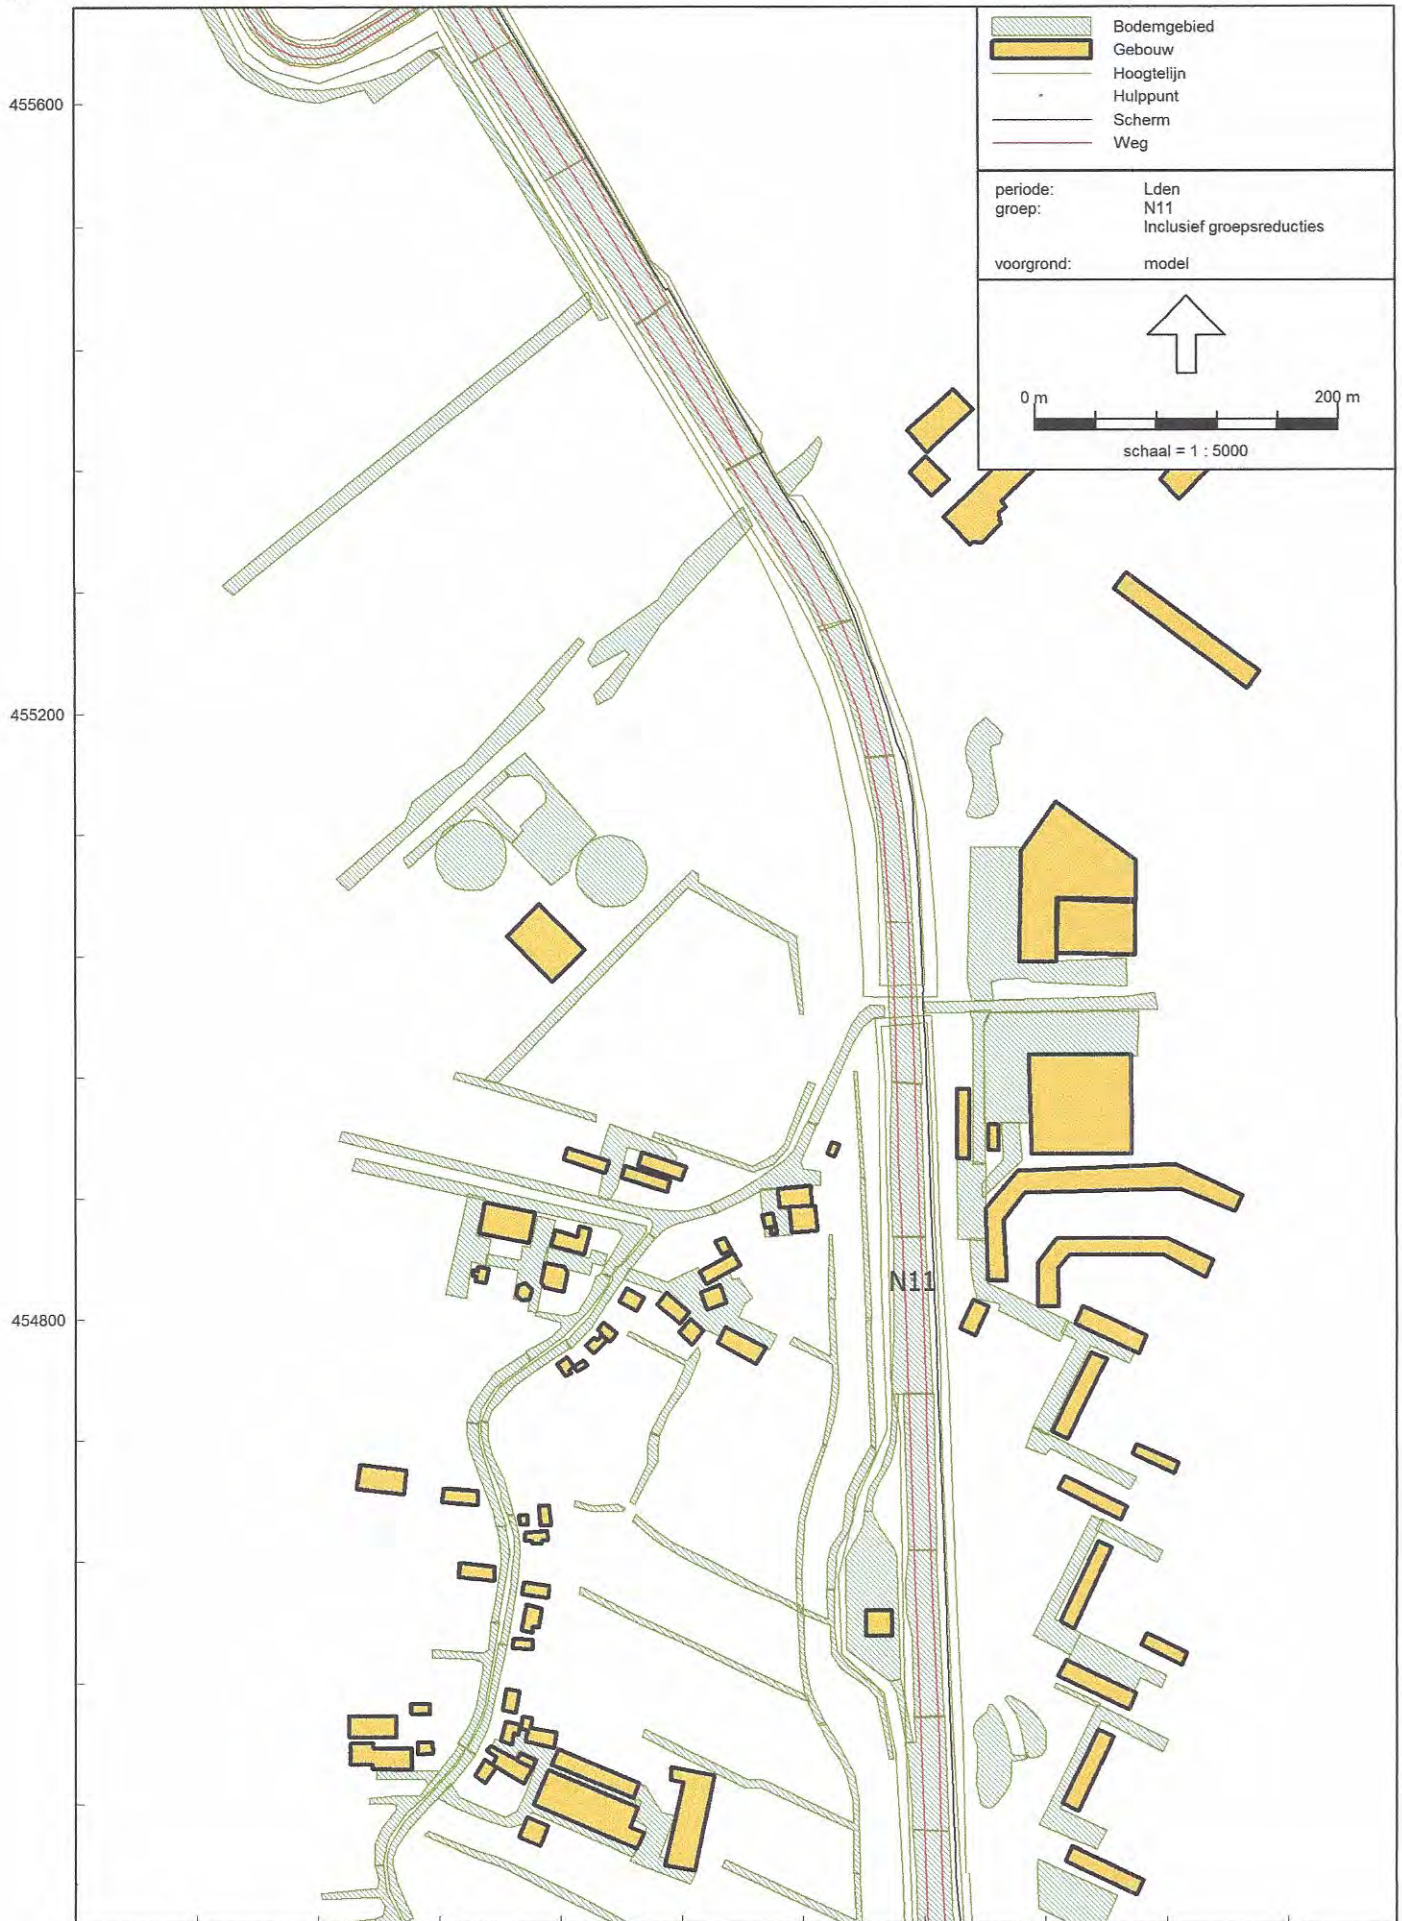 Bodemgebied
Gebouw
Hoogtelijn
Hulppunt
Scherm
Weg
periode: Lden
groep: N11
Inclusief groepsreducties
voorgrond: model
0 m 200 m
schaal = 1 : 5000
455600
455200
N11
454800